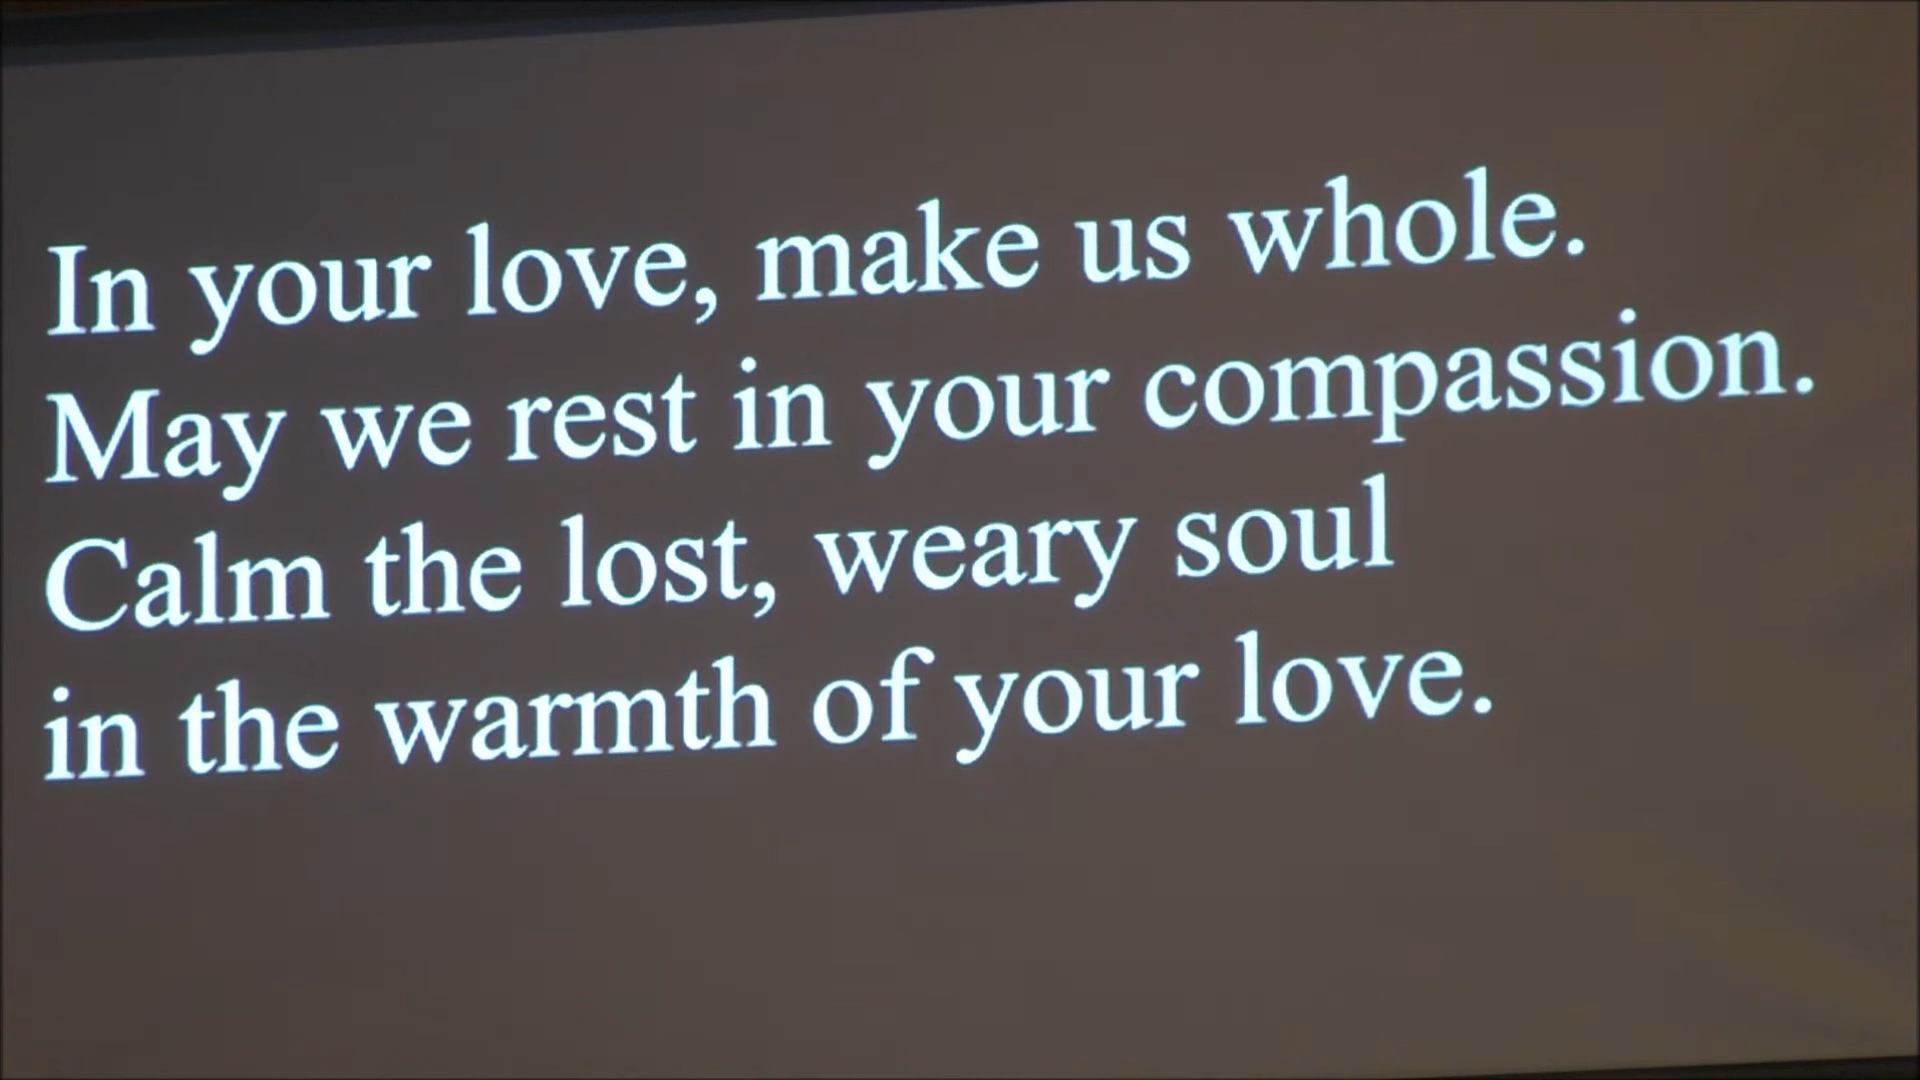 In your love, make us whole.
May we rest in your compassion.
Calm the lost, weary soul
in the warmth of your love.